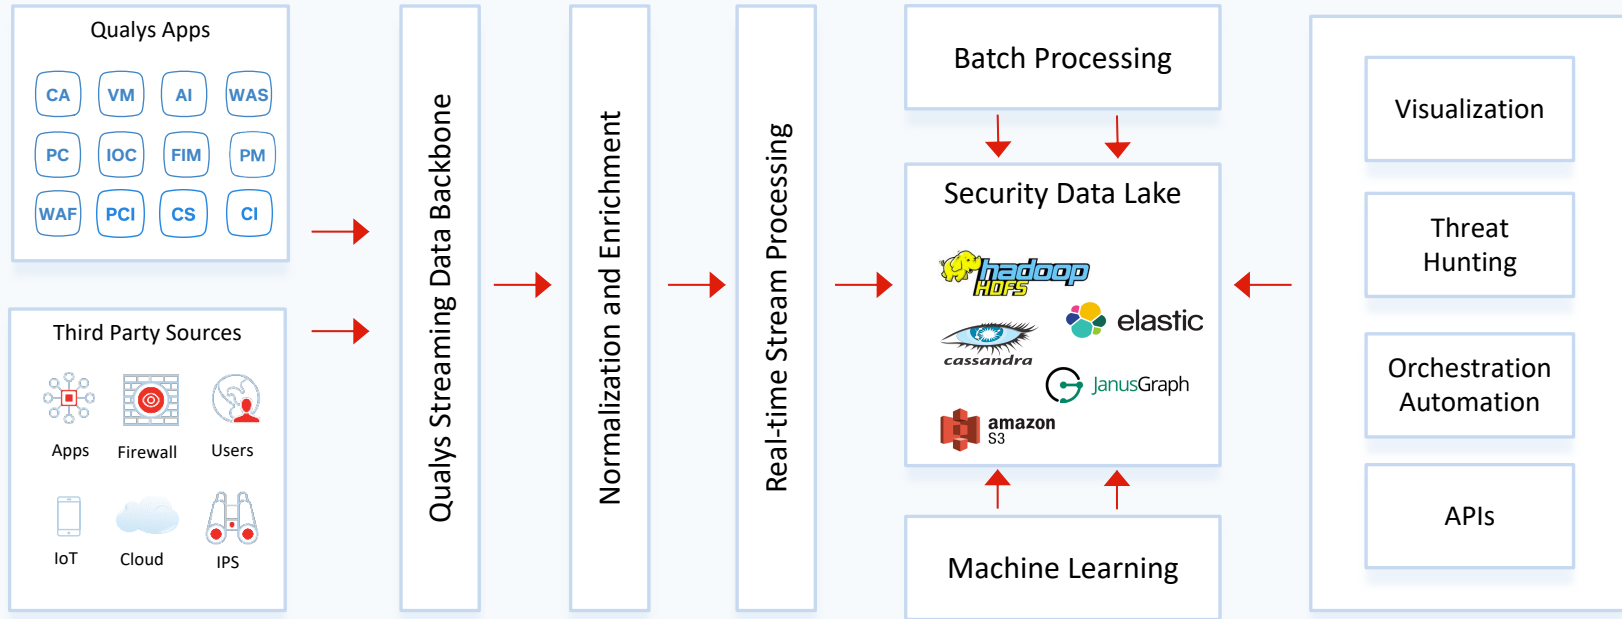 Qualys Apps
CA VM AI WAS
PC IOC FIM PM
WAF PCI CS CI
Third Party Sources
Apps Firewall Users
IoT Cloud IPS
Qualys Streaming Data Backbone
Normalization and Enrichment
Real-time Stream Processing
Batch Processing
Security Data Lake
hadoop
HDFS
elastic
cassandra
JanusGraph
amazon
S3
Machine Learning
Visualization
Threat
Hunting
Orchestration
Automation
APIs